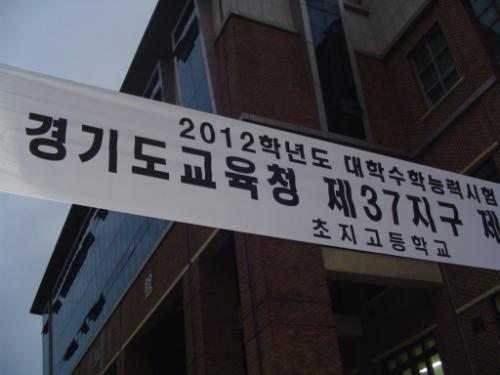 2012학년도 대학수학능력시험
경기도교육청 제37지구 제
초지고등학교